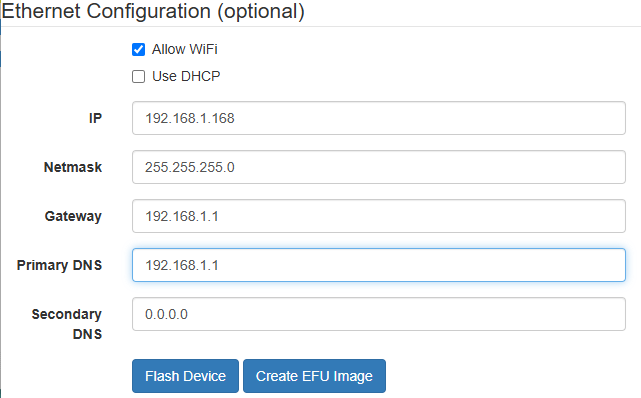 Ethernet Configuration (optional)
Allow WiFi
Use DHCP
IP 192.168.1.168
Netmask 255.255.255.0
Gateway 192.168.1.1
Primary DNS 192.168.1.1
Secondary DNS 0.0.0.0
Flash Device Create EFU Image